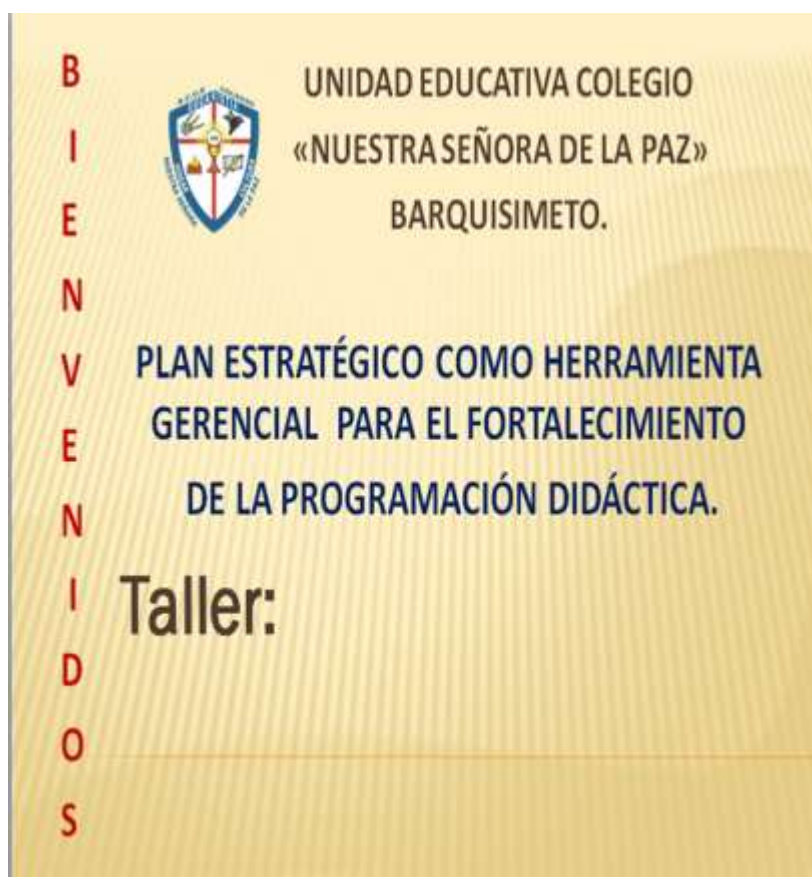 BIENVENIDOS
UNIDAD EDUCATIVA COLEGIO
«NUESTRA SEÑORA DE LA PAZ»
BARQUISIMETO.
PLAN ESTRATÉGICO COMO HERRAMIENTA
GERENCIAL PARA EL FORTALECIMIENTO
DE LA PROGRAMACIÓN DIDÁCTICA.
Taller: